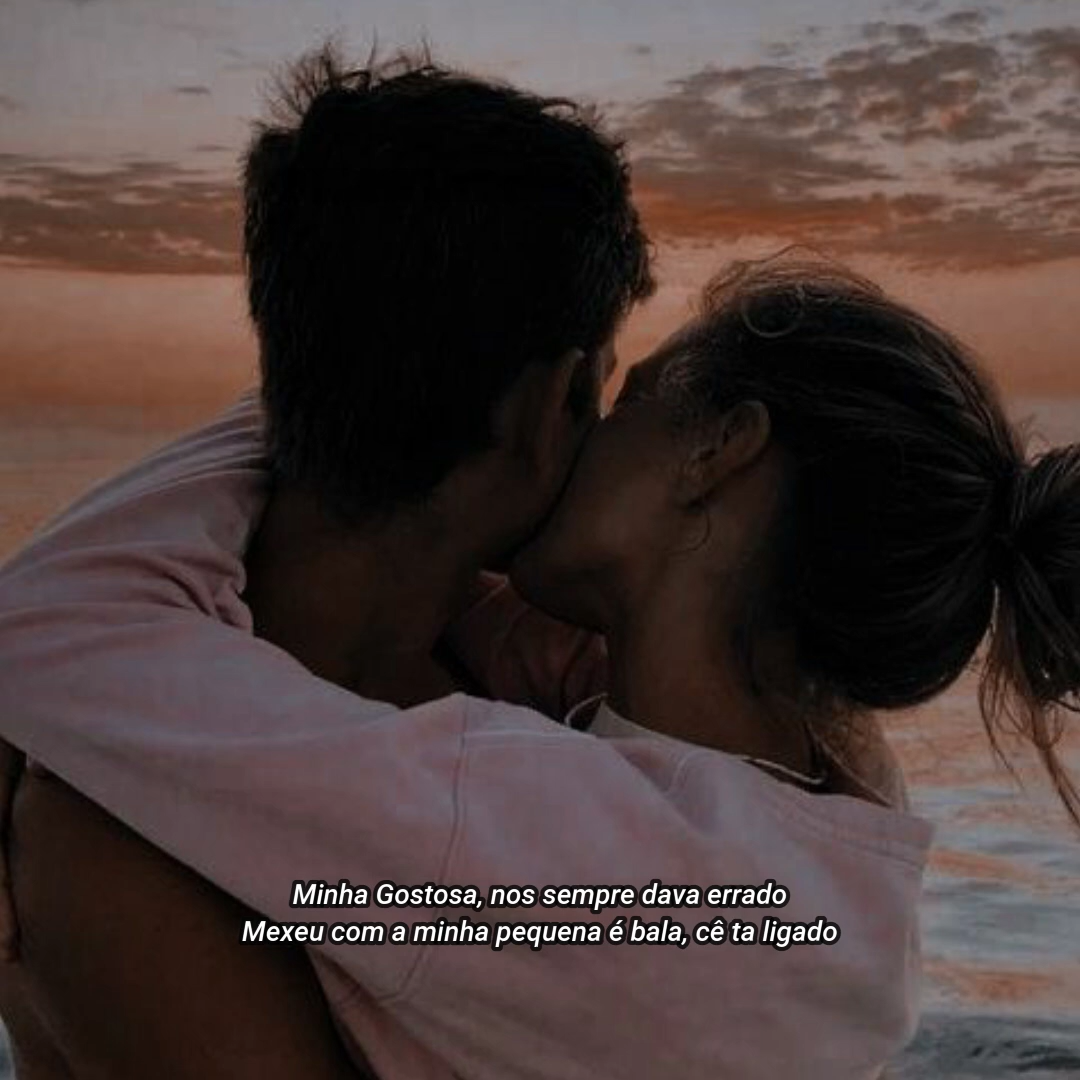 Minha Gostosa, nos sempre dava errado
Mexeu com a minha pequena é bala, cê ta ligado